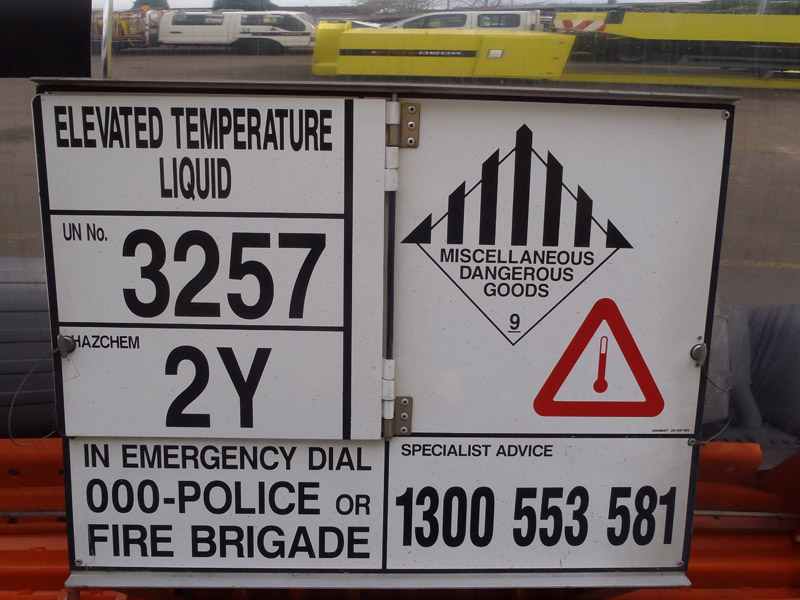 ELEVATED TEMPERATURE
LIQUID
UN No.
3257
HAZCHEM
2Y
MISCELLANEOUS
DANGEROUS
GOODS
9
IN EMERGENCY DIAL
000-POLICE OR
FIRE BRIGADE
SPECIALIST ADVICE
1300 553 581